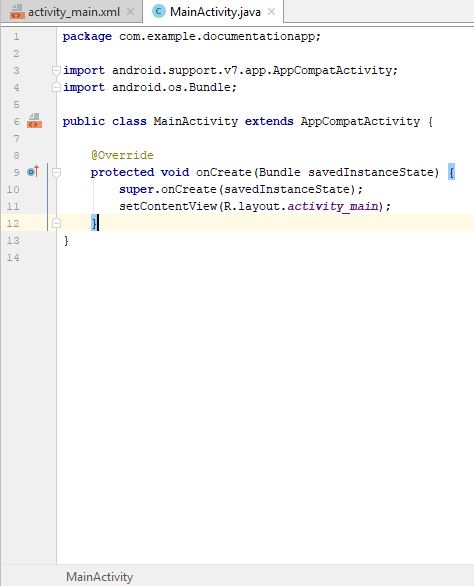 activity_main.xml MainActivity.java
1 package com.example.documentationapp;
2
3 import android.support.v7.app.AppCompatActivity;
4 import android.os.Bundle;
5
6 public class MainActivity extends AppCompatActivity {
7
8 @Override
9 protected void onCreate(Bundle savedInstanceState) {
10 super.onCreate(savedInstanceState);
11 setContentView(R.layout.activity_main);
12 }
13 }
14
MainActivity